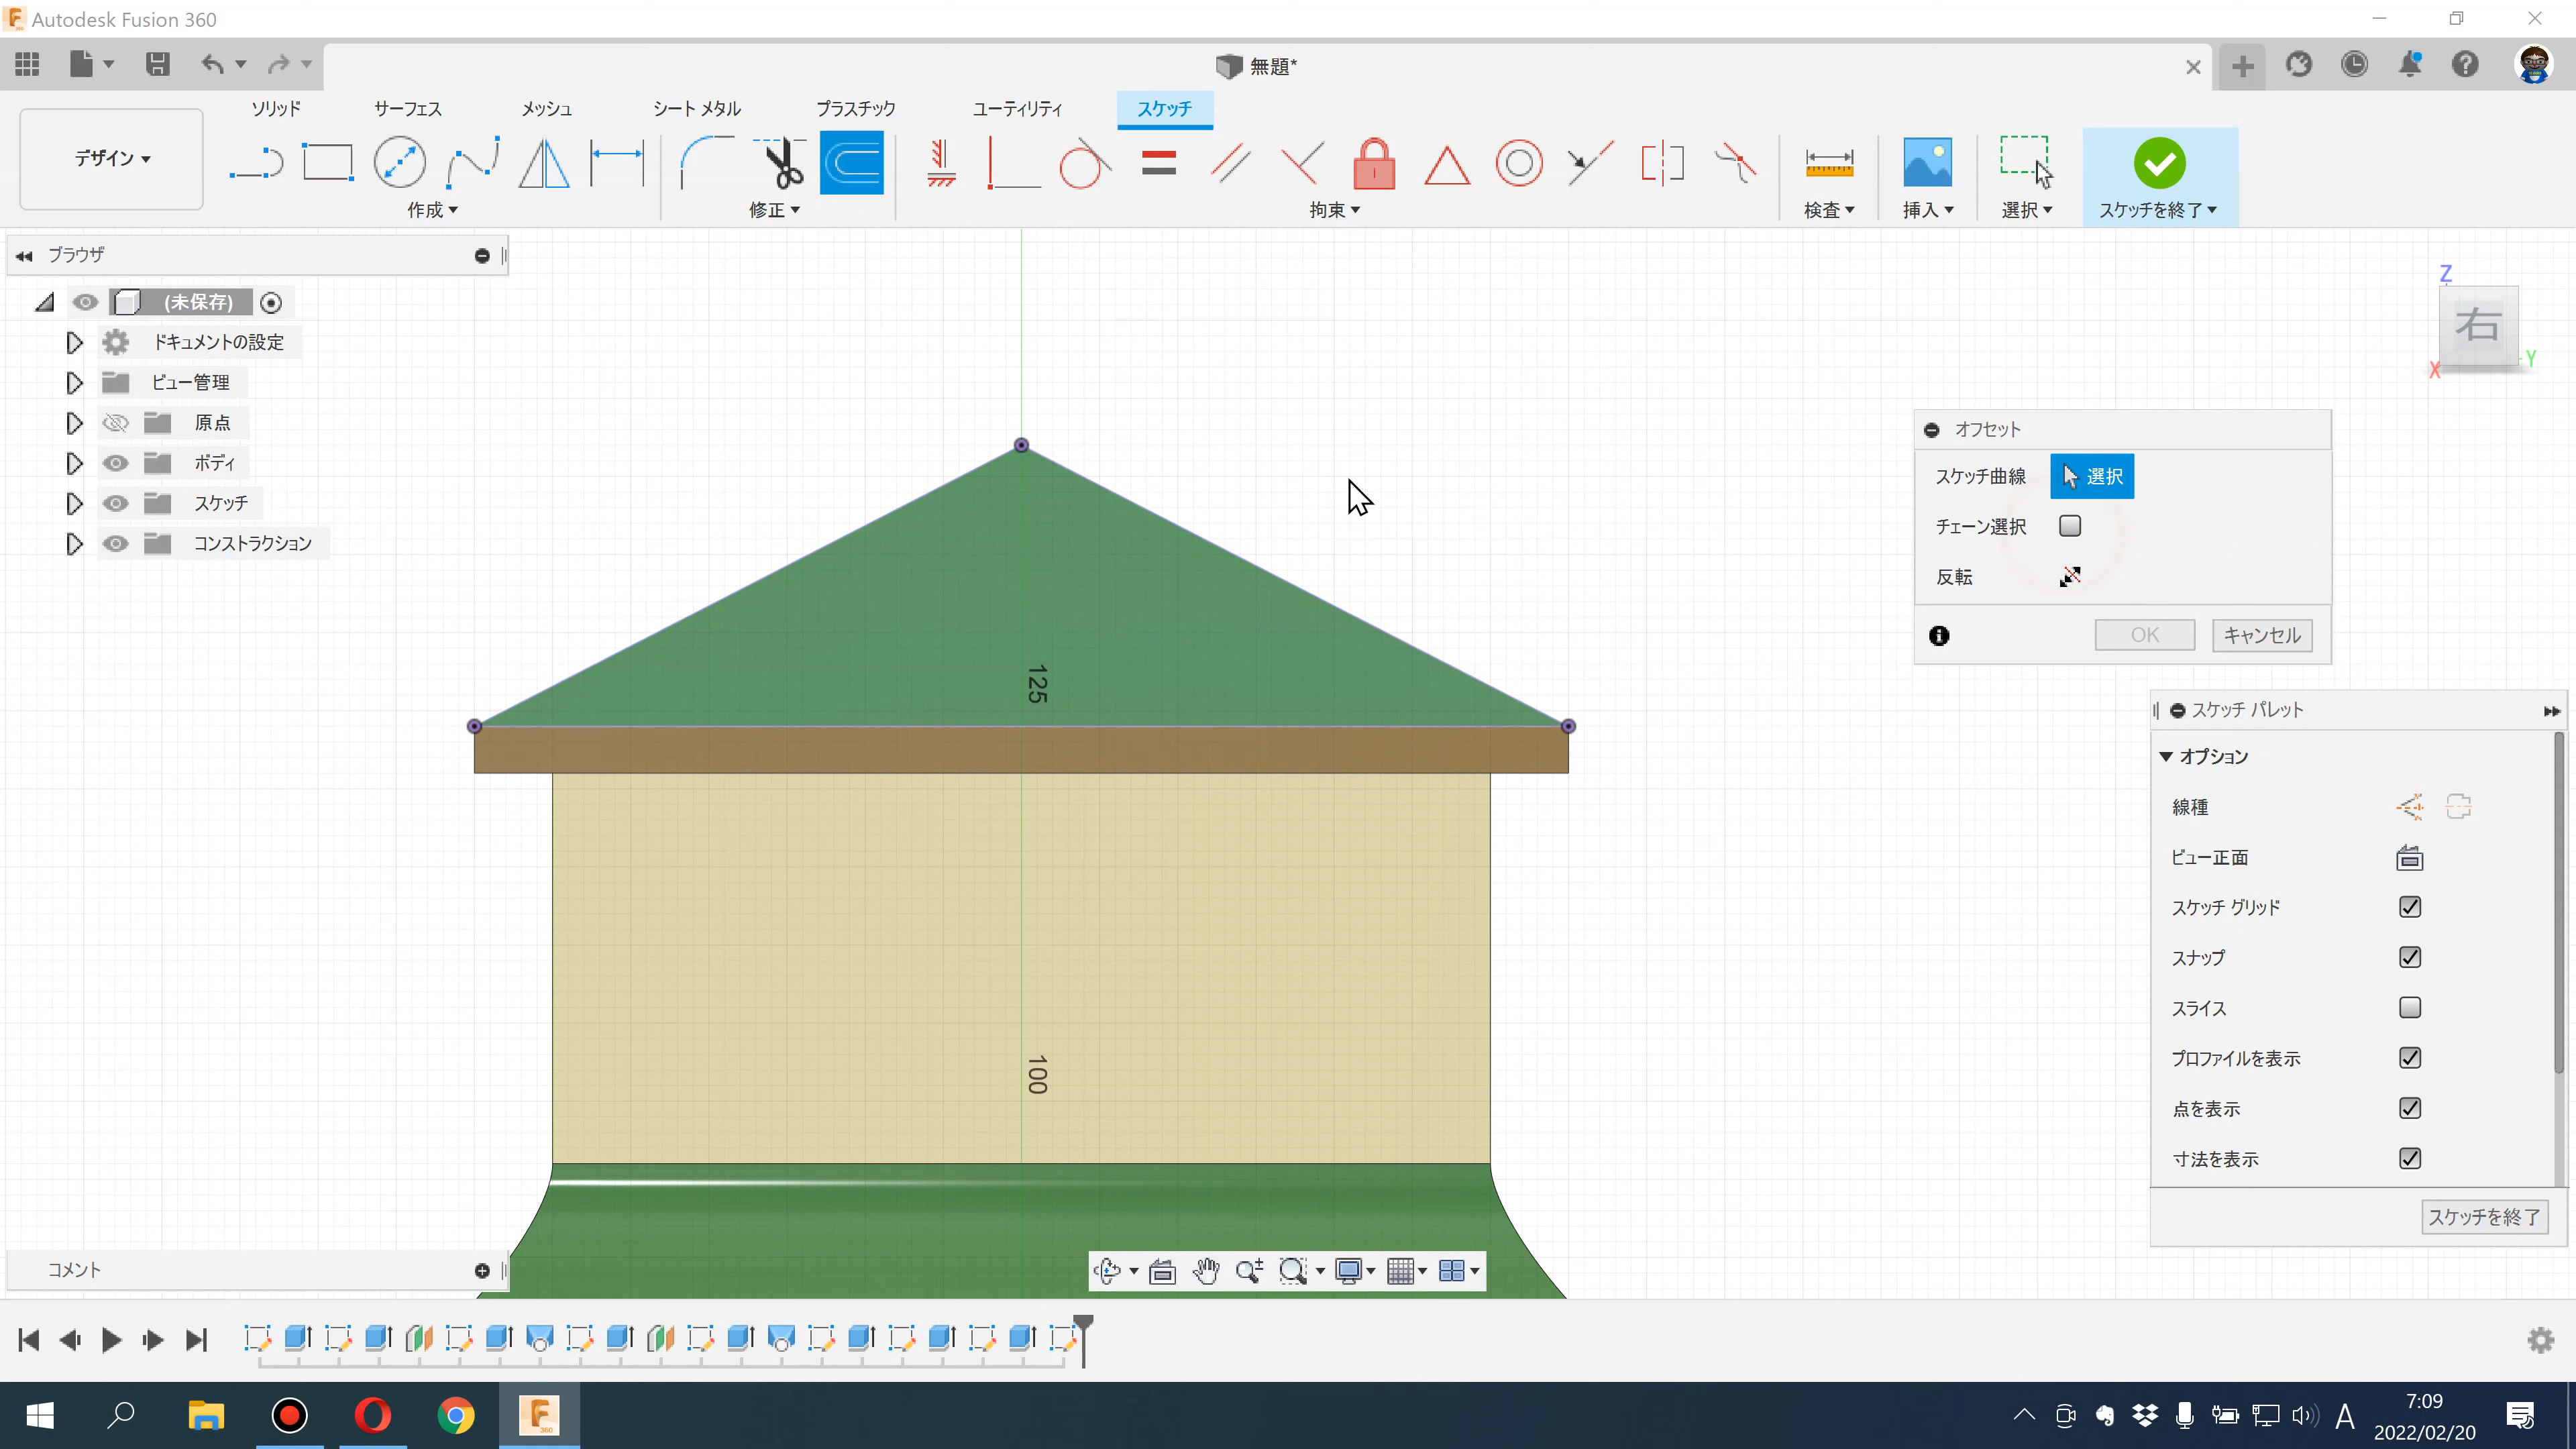 Autodesk Fusion 360
無題*
ソリッド
サーフェス
メッシュ
シート メタル
プラスチック
ユーティリティ
スケッチ
デザイン
作成
修正
拘束
検査
挿入
選択
スケッチを終了
ブラウザ
(未保存)
ドキュメントの設定
ビュー管理
原点
ボディ
スケッチ
コンストラクション
Z
右
X
Y
オフセット
スケッチ曲線
選択
チェーン選択
反転
OK
キャンセル
125
100
スケッチ パレット
オプション
線種
ビュー正面
スケッチ グリッド
スナップ
スライス
プロファイルを表示
点を表示
寸法を表示
スケッチを終了
コメント
A
7:09
2022/02/20